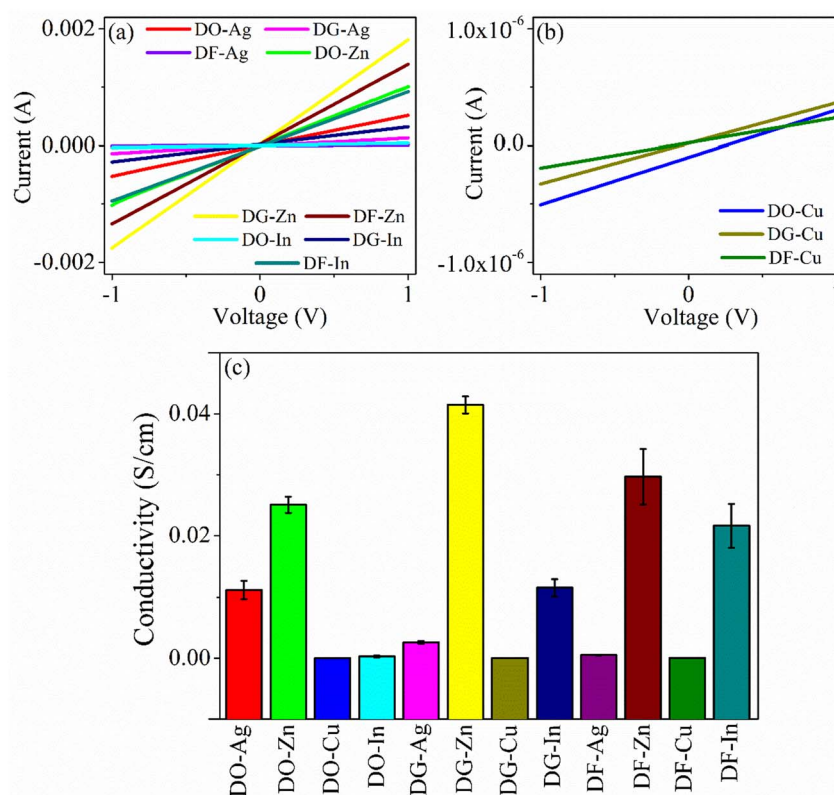 (a)
DO-Ag DG-Ag
DF-Ag DO-Zn
0.002
0.000
-0.002
Current (A)
DG-Zn DF-Zn
DO-In DG-In
DF-In
-1 0 1
Voltage (V)
(b)
1.0x10-6
0.0
-1.0x10-6
Current (A)
DO-Cu
DG-Cu
DF-Cu
-1 0 1
Voltage (V)
(c)
0.04
0.02
0.00
Conductivity (S/cm)
DO-Ag DO-Zn DO-Cu DO-In DG-Ag DG-Zn DG-Cu DG-In DF-Ag DF-Zn DF-Cu DF-In